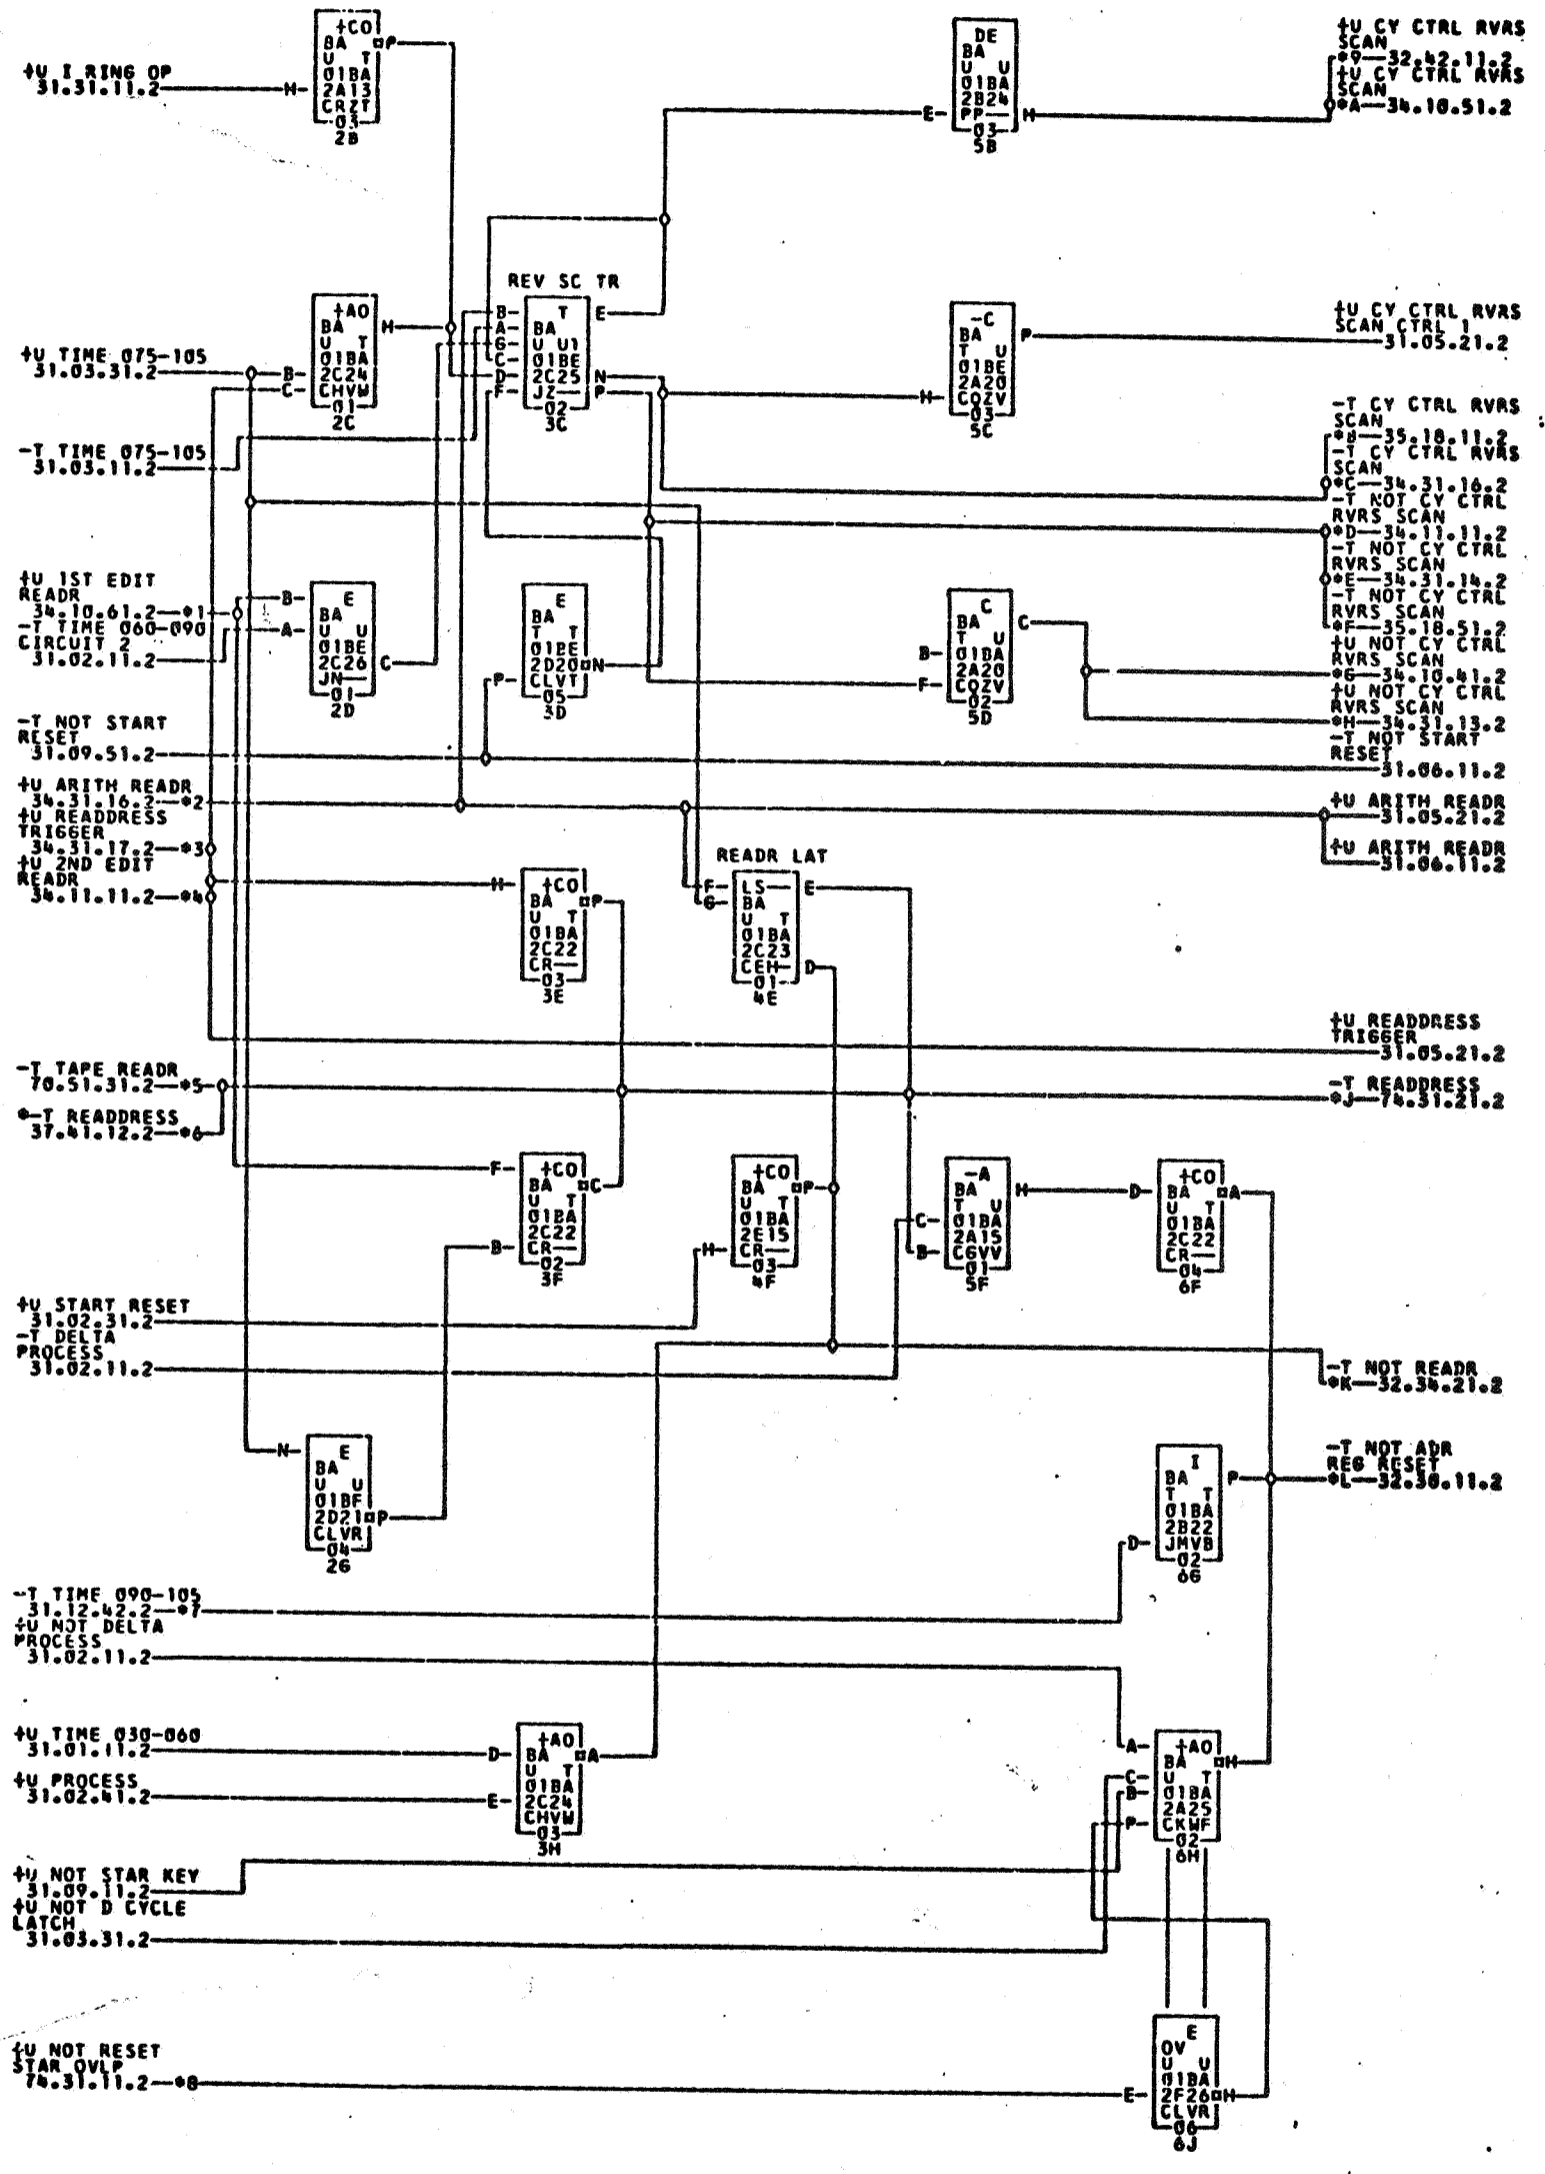 +U I RING OP
31.31.11.2
H
+CO
BA P
U T
01BA
2A13
CRZT
03
2B
DE
BA
U U
01BA
2B24
E PP H
03
5B
+U CY CTRL RVRS
SCAN
*9 32.42.11.2
+U CY CTRL RVRS
SCAN
*A 34.10.51.2
+U TIME 075-105
31.03.31.2
B
C
+AO
BA H
U T
01BA
2C24
CHVW
01
2C
-T TIME 075-105
31.03.11.2
REV SC TR
B T E
A BA
G U U1
C 01BE
D 2C25 N
F JZ P
02
3C
-C
BA P
T U
01BE
2A20
H CQZV
03
5C
+U CY CTRL RVRS
SCAN CTRL 1
31.05.21.2
-T CY CTRL RVRS
SCAN
*B 35.18.11.2
-T CY CTRL RVRS
SCAN
*C 34.31.16.2
-T NOT CY CTRL
RVRS SCAN
*D 34.11.11.2
-T NOT CY CTRL
RVRS SCAN
*E 34.31.14.2
-T NOT CY CTRL
RVRS SCAN
*F 35.18.51.2
+U NOT CY CTRL
RVRS SCAN
*G 34.10.41.2
+U NOT CY CTRL
RVRS SCAN
*H 34.31.13.2
-T NOT START
RESET
31.06.11.2
+U 1ST EDIT
READR
34.10.61.2 *1
-T TIME 060-090
CIRCUIT 2
31.02.11.2
B E
BA
A U U
01BE
2C26 C
JN
01
2D
E
BA
T T
01BE
2D20 N
P CLVT
05
3D
C
BA C
T U
B 01BA
2A20
F CQZV
02
5D
-T NOT START
RESET
31.09.51.2
+U ARITH READR
34.31.16.2 *2
+U READDRESS
TRIGGER
34.31.17.2 *3
+U 2ND EDIT
READR
34.11.11.2 *4
+U ARITH READR
31.05.21.2
+U ARITH READR
31.06.11.2
H +CO
BA P
U T
01BA
2C22
CR
03
3E
READR LAT
F LS E
G BA
U T
01BA
2C23
CEH D
01
4E
+U READDRESS
TRIGGER
31.05.21.2
-T TAPE READR
70.51.31.2 *5
*-T READDRESS
37.41.12.2 *6
-T READDRESS
*J 74.31.21.2
F +CO
BA C
U T
01BA
2C22
B CR
02
3F
+CO
BA P
U T
01BA
2E15
H CR
03
4F
-A
BA H
T U
C 01BA
2A15
B CGVV
01
5F
+CO
D BA A
U T
01BA
2C22
CR
04
6F
+U START RESET
31.02.31.2
-T DELTA
PROCESS
31.02.11.2
-T NOT READR
*K 32.34.21.2
N E
BA
U U
01BF
2D21 P
CLVR
04
2G
I
BA P
T T
01BA
2B22
D JMVB
02
6G
-T NOT ADR
REG RESET
*L 32.30.11.2
-T TIME 090-105
31.12.42.2 *7
+U NOT DELTA
PROCESS
31.02.11.2
+U TIME 030-060
31.01.11.2
+U PROCESS
31.02.41.2
+AO
D BA A
U T
01BA
E 2C24
CHVW
03
3H
A +AO
BA H
C U T
B 01BA
2A25
P CKWF
02
6H
+U NOT STAR KEY
31.09.11.2
+U NOT D CYCLE
LATCH
31.03.31.2
+U NOT RESET
STAR OVLP
74.31.11.2 *8
E
OV
U U
01BA
E 2F26 H
CLVR
06
6J